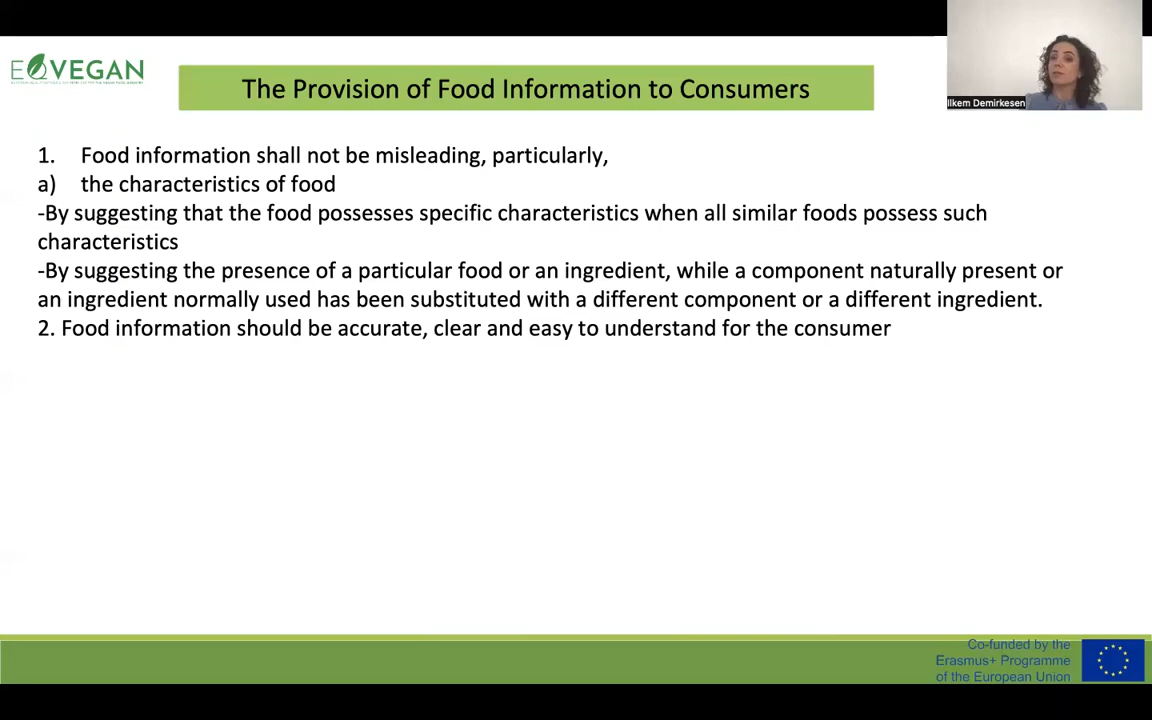 EQVEGAN
The Provision of Food Information to Consumers
Ilkem Demirkesen
1. Food information shall not be misleading, particularly,
a) the characteristics of food
-By suggesting that the food possesses specific characteristics when all similar foods possess such
characteristics
-By suggesting the presence of a particular food or an ingredient, while a component naturally present or
an ingredient normally used has been substituted with a different component or a different ingredient.
2. Food information should be accurate, clear and easy to understand for the consumer
Co-funded by the
Erasmus+ Programme
of the European Union